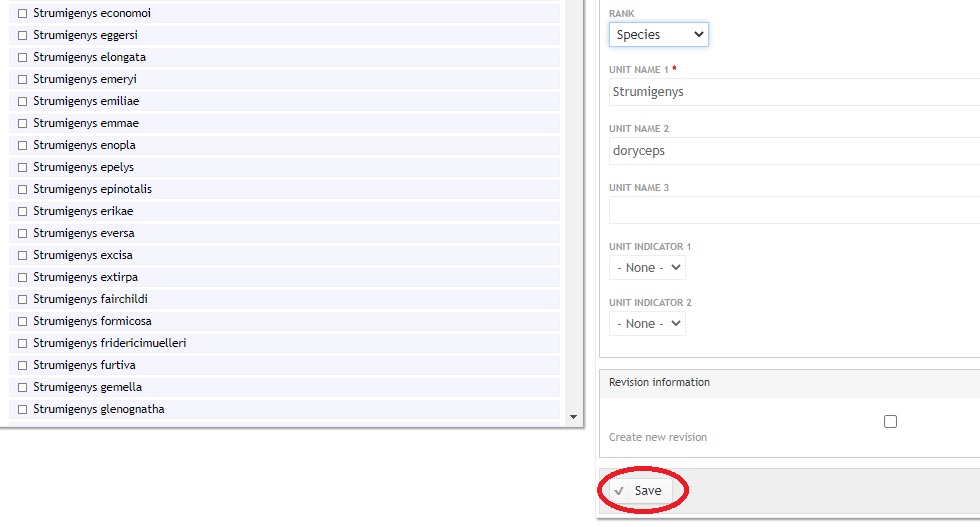 Strumigenys economoi
Strumigenys eggersi
Strumigenys elongata
Strumigenys emeryi
Strumigenys emiliae
Strumigenys emmae
Strumigenys enopla
Strumigenys epelys
Strumigenys epinotalis
Strumigenys erikae
Strumigenys eversa
Strumigenys excisa
Strumigenys extirpa
Strumigenys fairchildi
Strumigenys formicosa
Strumigenys fridericimuelleri
Strumigenys furtiva
Strumigenys gemella
Strumigenys glenognatha
RANK
Species
UNIT NAME 1 *
Strumigenys
UNIT NAME 2
doryceps
UNIT NAME 3
UNIT INDICATOR 1
- None -
UNIT INDICATOR 2
- None -
Revision information
Create new revision
Save